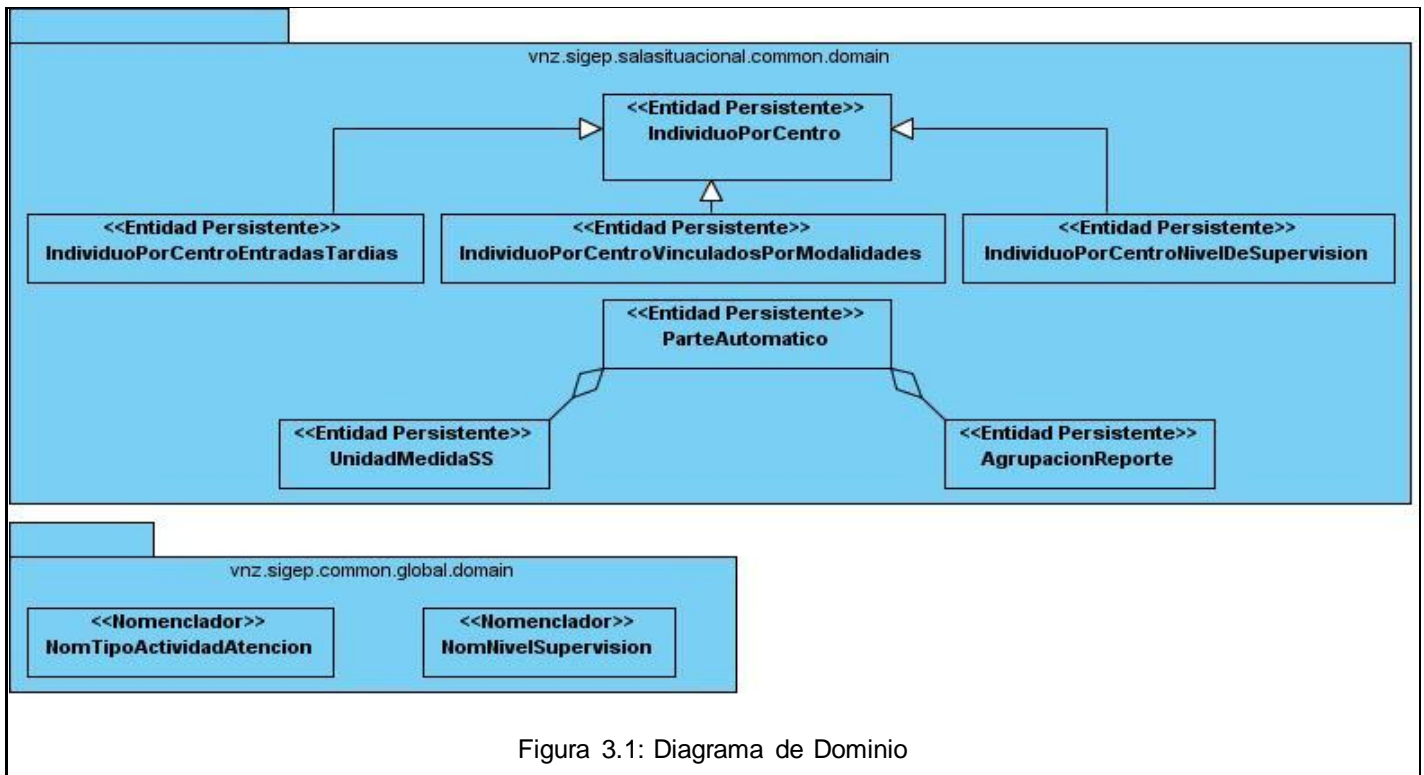 vnz.sigep.salasituacional.common.domain
<<Entidad Persistente>>
IndividuoPorCentro
<<Entidad Persistente>>
IndividuoPorCentroEntradasTardias
<<Entidad Persistente>>
IndividuoPorCentroVinculadosPorModalidades
<<Entidad Persistente>>
IndividuoPorCentroNivelDeSupervision
<<Entidad Persistente>>
ParteAutomatico
<<Entidad Persistente>>
UnidadMedidaSS
<<Entidad Persistente>>
AgrupacionReporte
vnz.sigep.common.global.domain
<<Nomenclador>>
NomTipoActividadAtencion
<<Nomenclador>>
NomNivelSupervision
Figura 3.1: Diagrama de Dominio